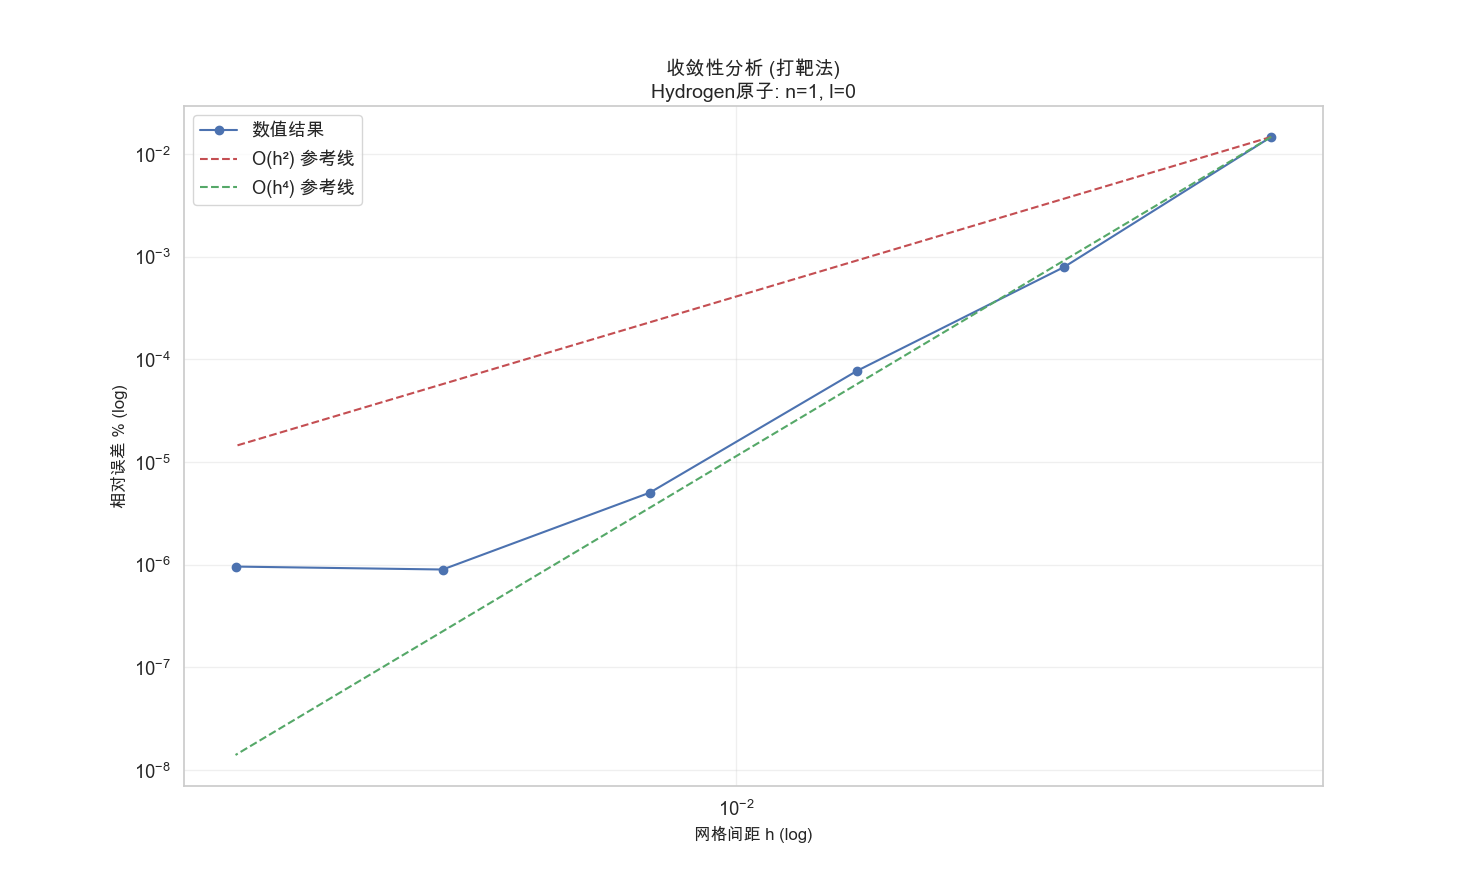 收敛性分析 (打靶法)
Hydrogen原子: n=1, l=0
数值结果
O(h²) 参考线
O(h⁴) 参考线
10⁻²
10⁻³
10⁻⁴
10⁻⁵
10⁻⁶
10⁻⁷
10⁻⁸
相对误差 % (log)
10⁻²
网格间距 h (log)